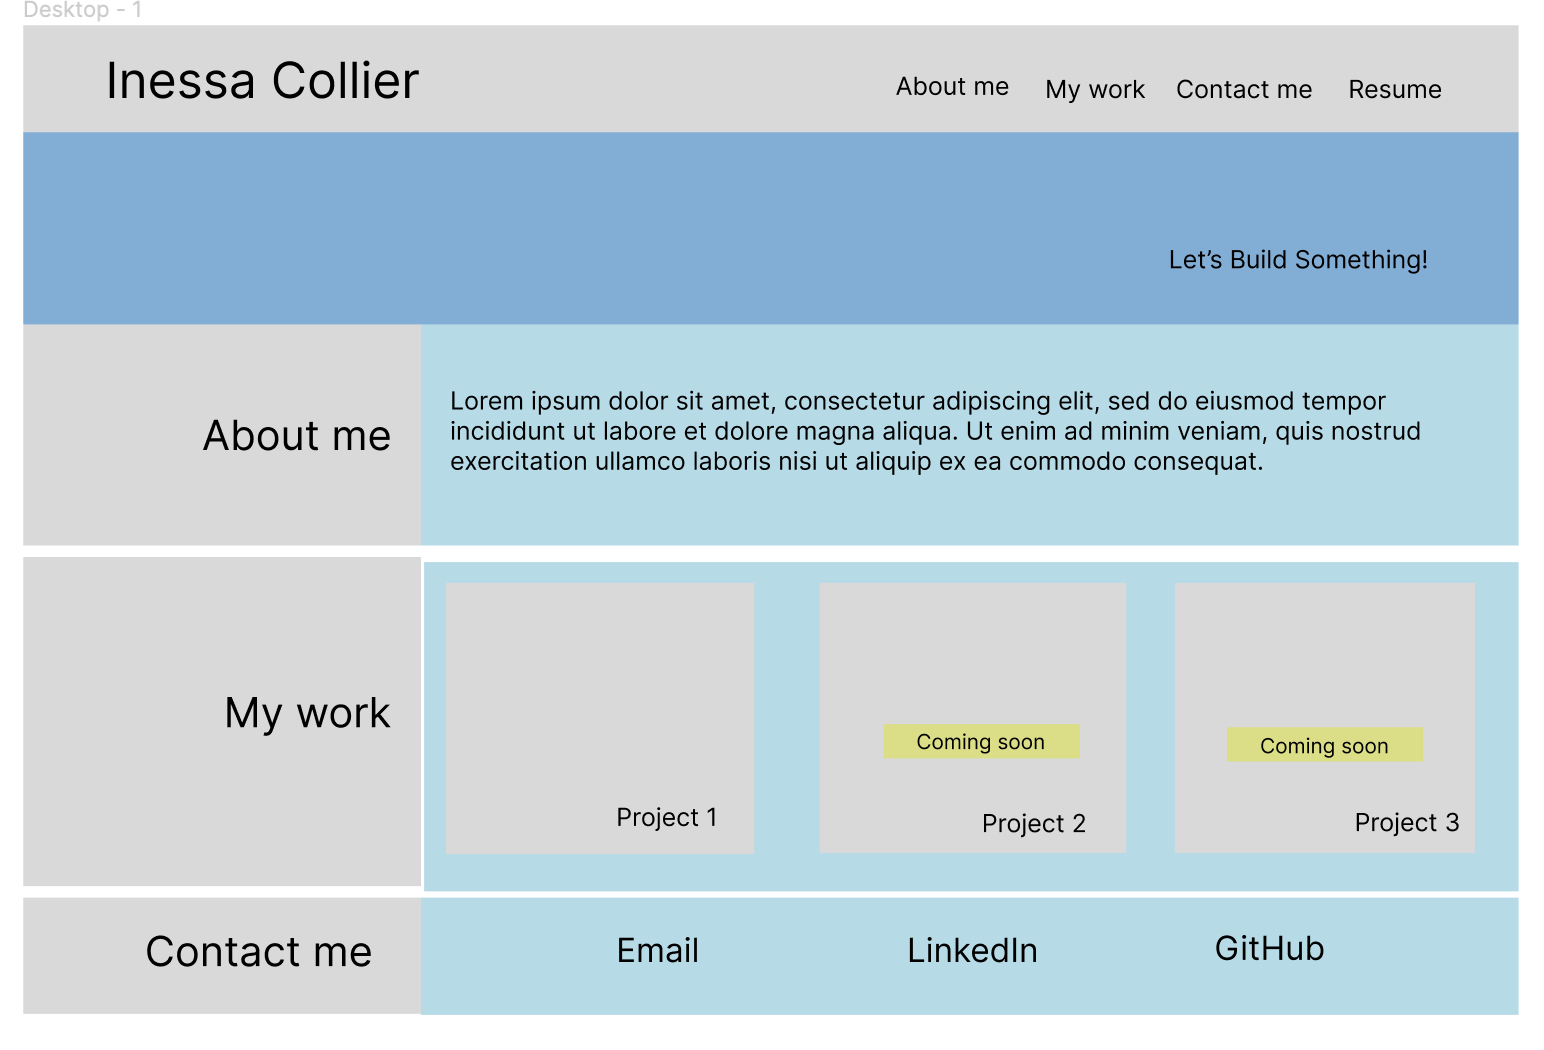 Desktop - 1
Inessa Collier
About me
My work
Contact me
Resume
Let’s Build Something!
About me
Lorem ipsum dolor sit amet, consectetur adipiscing elit, sed do eiusmod tempor
incididunt ut labore et dolore magna aliqua. Ut enim ad minim veniam, quis nostrud
exercitation ullamco laboris nisi ut aliquip ex ea commodo consequat.
My work
Project 1
Coming soon
Project 2
Coming soon
Project 3
Contact me
Email
LinkedIn
GitHub